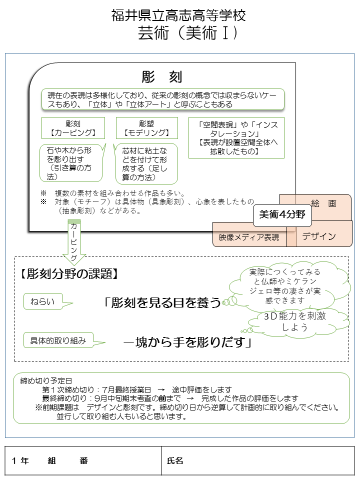 福井県立高志高等学校
芸術（美術Ⅰ）
彫 刻
現在の表現は多様化しており、従来の彫刻の概念では収まらないケー
スもあり、「立体」や「立体アート」と呼ぶこともある
彫刻
【カービング】
彫塑
【モデリング】
「空間表現」や「インス
タレーション」
【表現が設置空間全体へ
拡散したもの】
石や木から形
を彫り出す
（引き算の方
法）
芯材に粘土な
どを付けて形
成する（足し
算の方法）
※ 複数の素材を組み合わせる作品も多い。
※ 対象（モチーフ）は具体物（具象彫刻）、心象を表したもの
（抽象彫刻）などがある。
カービング
美術４分野
絵 画
映像メディア表現
デザイン
【彫刻分野の課題】
ねらい
「彫刻を見る目を養う」
実際につくってみる
と仏師やミケラン
ジェロ等の凄さが実
感できます
３Ｄ能力を刺激
しよう
具体的取り組み
－塊から手を彫りだす」
締め切り予定日
第１次締め切り：７月最終授業日 → 途中評価をします
最終締め切り：９月中旬期末考査の前まで → 完成した作品の評価をします
※前期課題は デザインと彫刻です。締め切り日から逆算して計画的に取り組んでください。
並行して取り組む人もいると思います。
１ 年 組 番
氏名